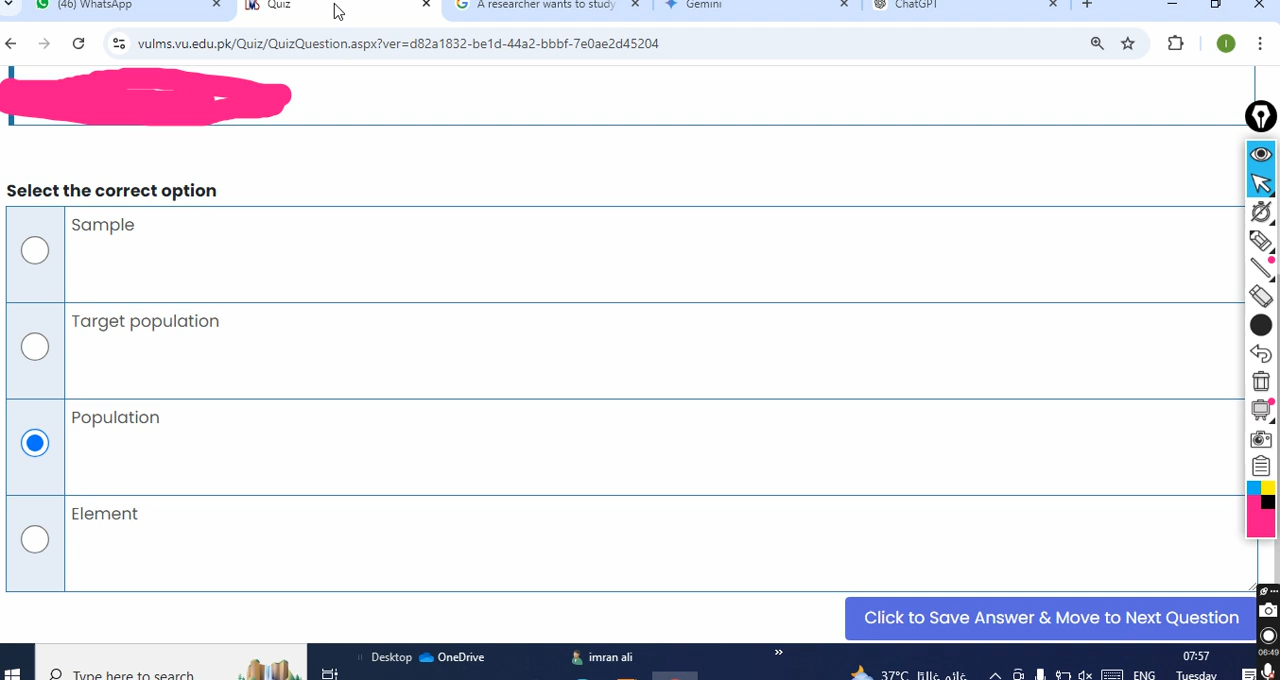 (46) WhatsApp
Quiz
A researcher wants to study
Gemini
ChatGPT
vulms.vu.edu.pk/Quiz/QuizQuestion.aspx?ver=d82a1832-be1d-44a2-bbbf-7e0ae2d45204
I
Select the correct option
Sample
Target population
Population
Element
Click to Save Answer & Move to Next Question
06:49
Desktop
OneDrive
imran ali
»
07:57
Type here to search
37°C
ENG
Tuesday